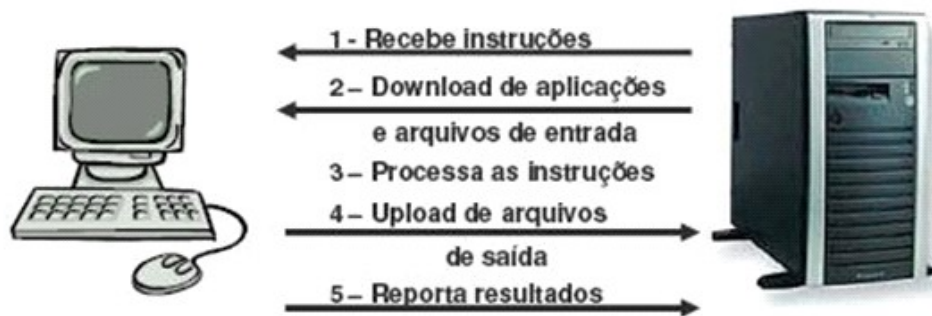 1 - Recebe instruções
2 – Download de aplicações
e arquivos de entrada
3 – Processa as instruções
4 – Upload de arquivos
de saída
5 – Reporta resultados